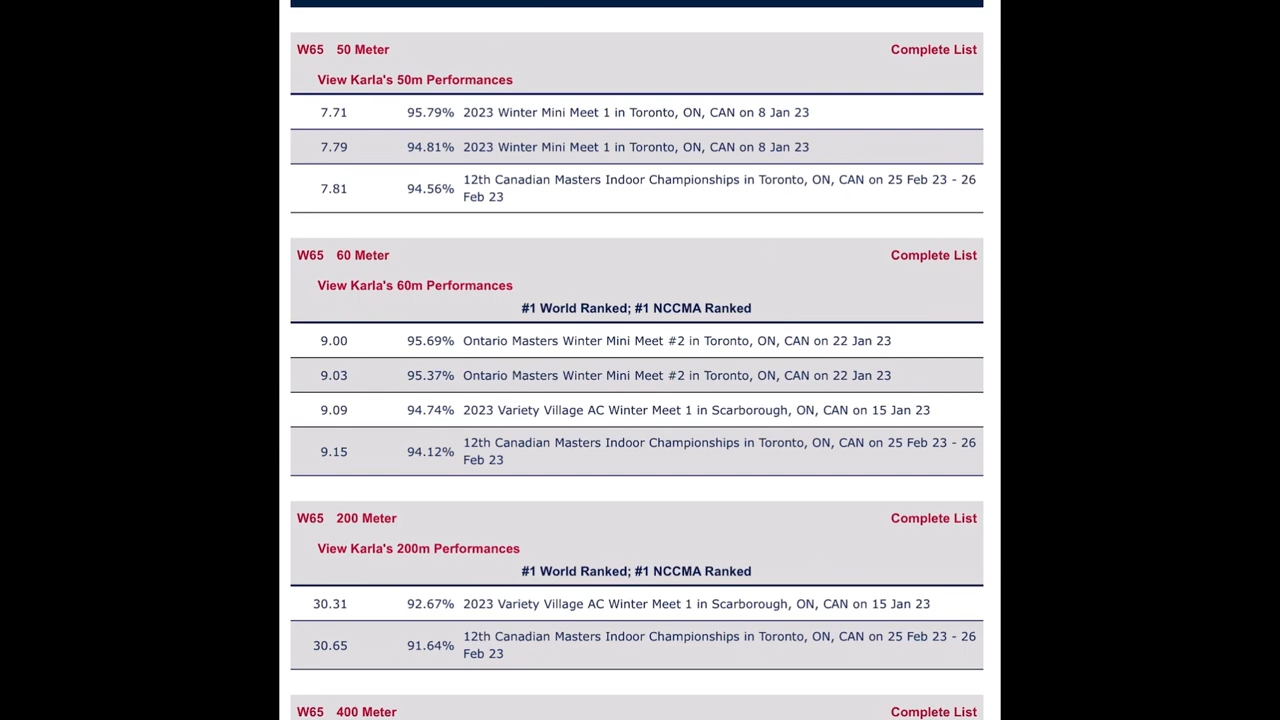 W65 50 Meter Complete List
View Karla's 50m Performances
7.71 95.79% 2023 Winter Mini Meet 1 in Toronto, ON, CAN on 8 Jan 23
7.79 94.81% 2023 Winter Mini Meet 1 in Toronto, ON, CAN on 8 Jan 23
7.81 94.56% 12th Canadian Masters Indoor Championships in Toronto, ON, CAN on 25 Feb 23 - 26
Feb 23
W65 60 Meter Complete List
View Karla's 60m Performances
#1 World Ranked; #1 NCCMA Ranked
9.00 95.69% Ontario Masters Winter Mini Meet #2 in Toronto, ON, CAN on 22 Jan 23
9.03 95.37% Ontario Masters Winter Mini Meet #2 in Toronto, ON, CAN on 22 Jan 23
9.09 94.74% 2023 Variety Village AC Winter Meet 1 in Scarborough, ON, CAN on 15 Jan 23
9.15 94.12% 12th Canadian Masters Indoor Championships in Toronto, ON, CAN on 25 Feb 23 - 26
Feb 23
W65 200 Meter Complete List
View Karla's 200m Performances
#1 World Ranked; #1 NCCMA Ranked
30.31 92.67% 2023 Variety Village AC Winter Meet 1 in Scarborough, ON, CAN on 15 Jan 23
30.65 91.64% 12th Canadian Masters Indoor Championships in Toronto, ON, CAN on 25 Feb 23 - 26
Feb 23
W65 400 Meter Complete List